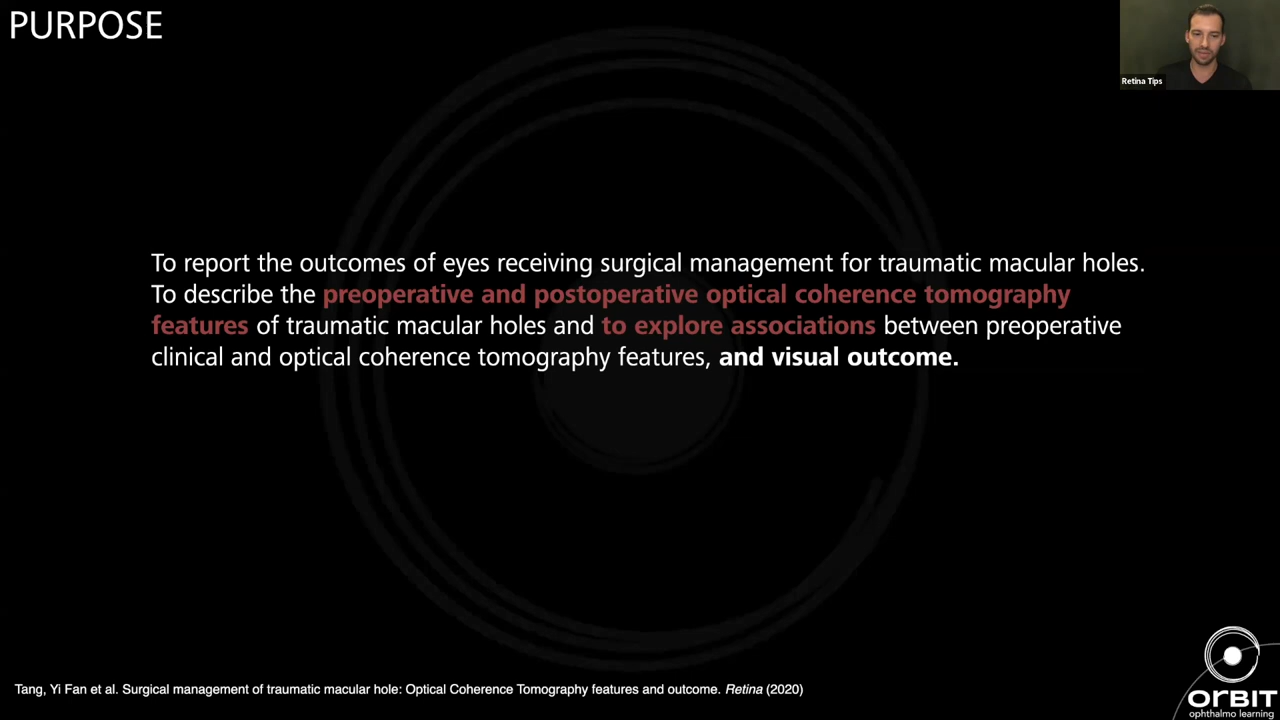 PURPOSE
Retina Tips
To report the outcomes of eyes receiving surgical management for traumatic macular holes.
To describe the preoperative and postoperative optical coherence tomography
features of traumatic macular holes and to explore associations between preoperative
clinical and optical coherence tomography features, and visual outcome.
Tang, Yi Fan et al. Surgical management of traumatic macular hole: Optical Coherence Tomography features and outcome. Retina (2020)
ORBIT
ophthalmo learning